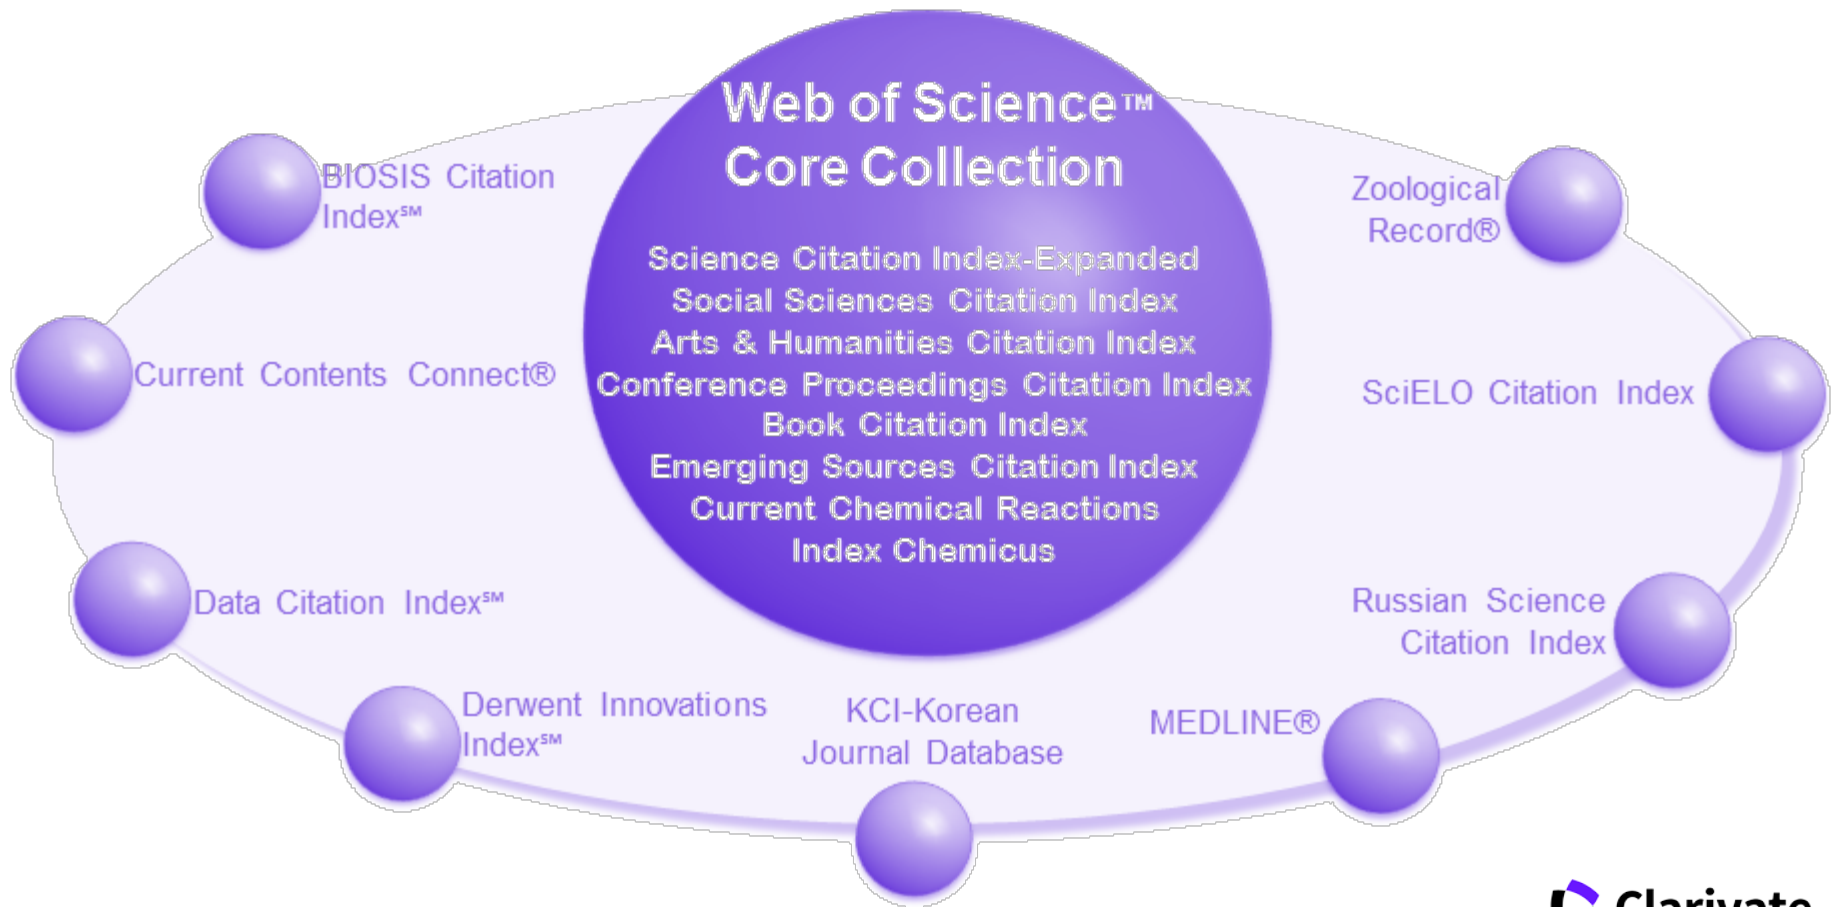 Web of Science™
Core Collection
Science Citation Index-Expanded
Social Sciences Citation Index
Arts & Humanities Citation Index
Conference Proceedings Citation Index
Book Citation Index
Emerging Sources Citation Index
Current Chemical Reactions
Index Chemicus
BIOSIS Citation
Index℠
Current Contents Connect®
Data Citation Index℠
Derwent Innovations
Index℠
KCI-Korean
Journal Database
MEDLINE®
Russian Science
Citation Index
SciELO Citation Index
Zoological
Record®
Clarivate